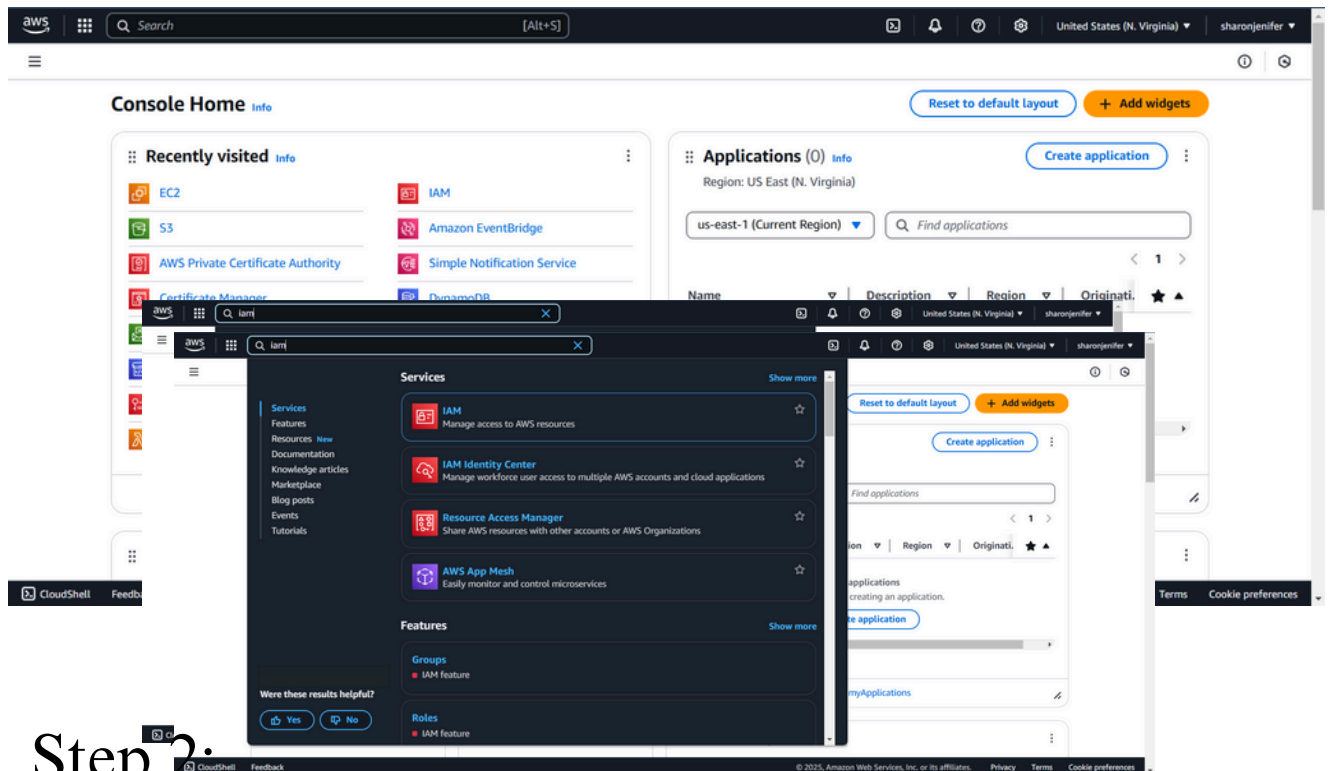 aws Search [Alt+S] United States (N. Virginia) ▼ sharonjenifer ▼
Console Home Info Reset to default layout + Add widgets
Recently visited Info
EC2 IAM
S3 Amazon EventBridge
AWS Private Certificate Authority Simple Notification Service
Certificate Manager DynamoDB
Applications (0) Info Create application
Region: US East (N. Virginia)
us-east-1 (Current Region) ▼ Find applications
< 1 >
Name Description Region Originati.
CloudShell Terms Cookie preferences
aws iam United States (N. Virginia) ▼ sharonjenifer ▼
aws iam United States (N. Virginia) ▼ sharonjenifer ▼
Services
Features
Resources New
Documentation
Knowledge articles
Marketplace
Blog posts
Events
Tutorials
Were these results helpful?
Yes No
Services Show more
IAM
Manage access to AWS resources
IAM Identity Center
Manage workforce user access to multiple AWS accounts and cloud applications
Resource Access Manager
Share AWS resources with other accounts or AWS Organizations
AWS App Mesh
Easily monitor and control microservices
Features Show more
Groups
IAM feature
Roles
IAM feature
Reset to default layout + Add widgets
Create application
Find applications
< 1 >
Region Originati.
applications
creating an application.
application
myApplications
CloudShell Feedback © 2025, Amazon Web Services, Inc. or its affiliates. Privacy Terms Cookie preferences
Step 2: